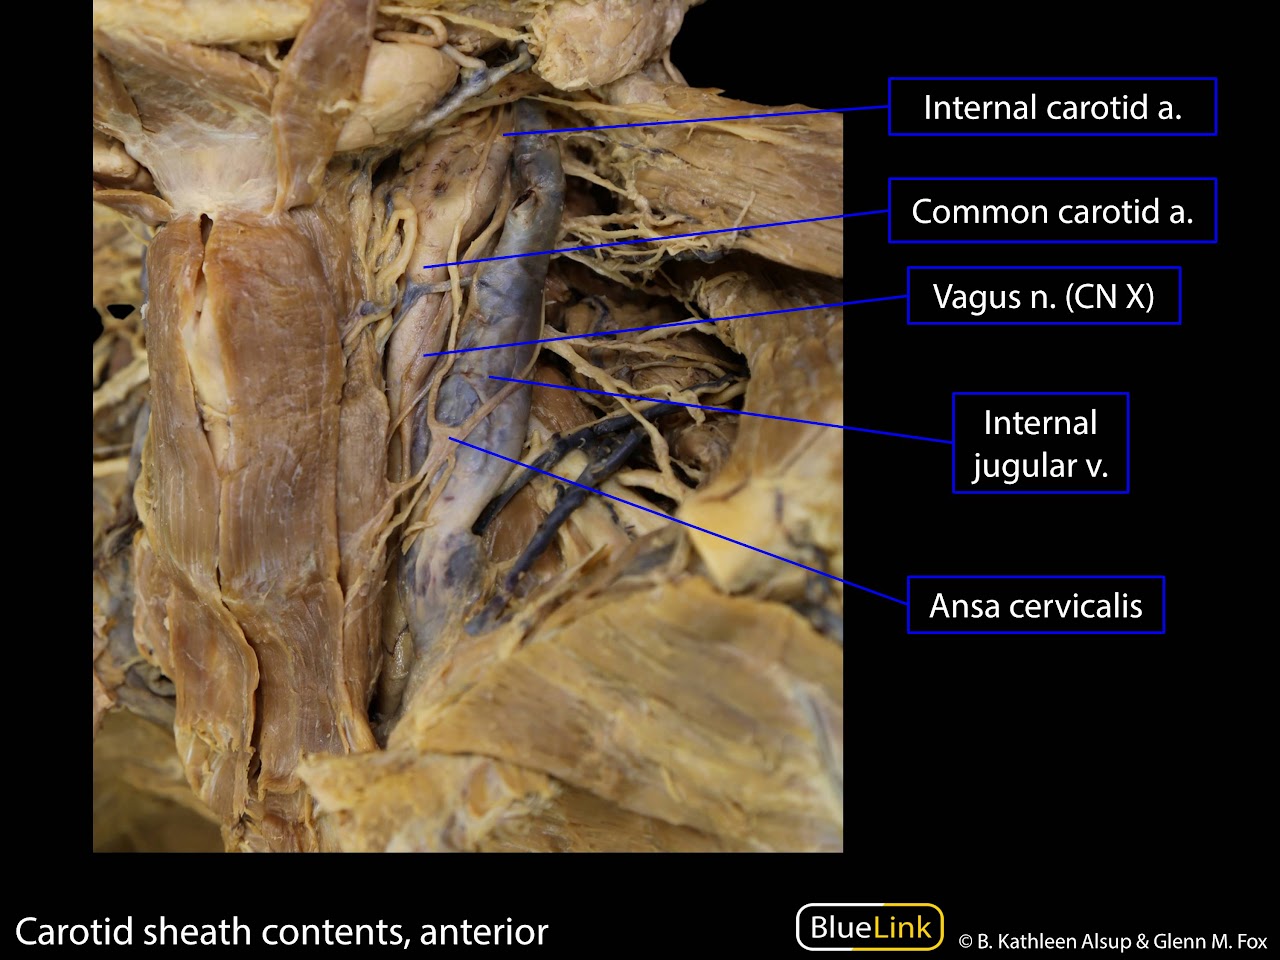 Internal carotid a.
Common carotid a.
Vagus n. (CN X)
Internal
jugular v.
Ansa cervicalis
Carotid sheath contents, anterior
BlueLink
© B. Kathleen Alsup & Glenn M. Fox